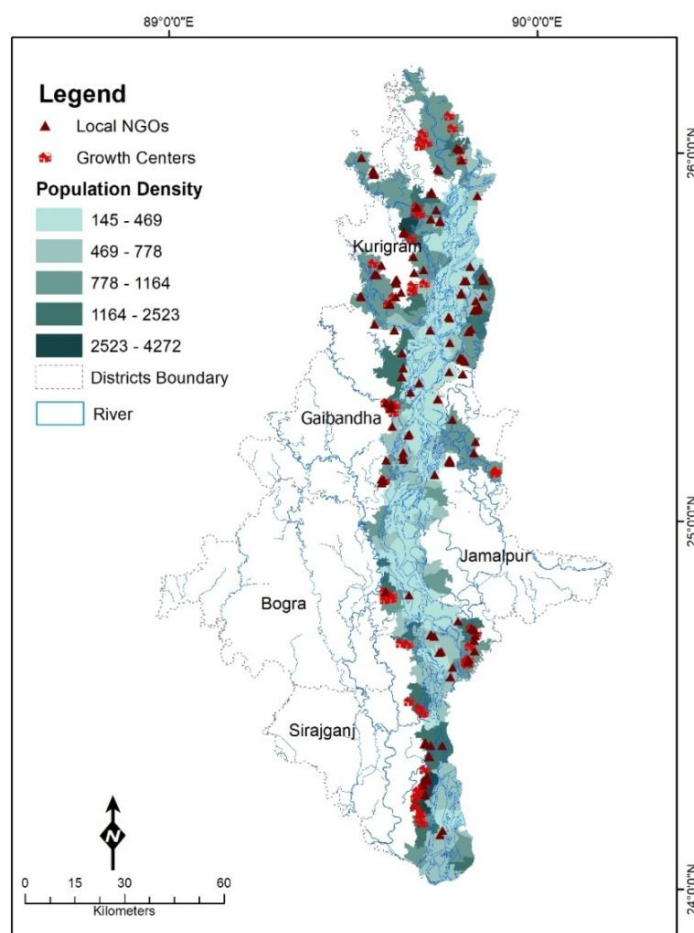 89°0'0"E
90°0'0"E
Legend
Local NGOs
Growth Centers
Population Density
145 - 469
469 - 778
778 - 1164
1164 - 2523
2523 - 4272
Districts Boundary
River
26°0'0"N
Kurigram
Gaibandha
25°0'0"N
Jamalpur
Bogra
Sirajganj
N
24°0'0"N
0 15 30 60
Kilometers